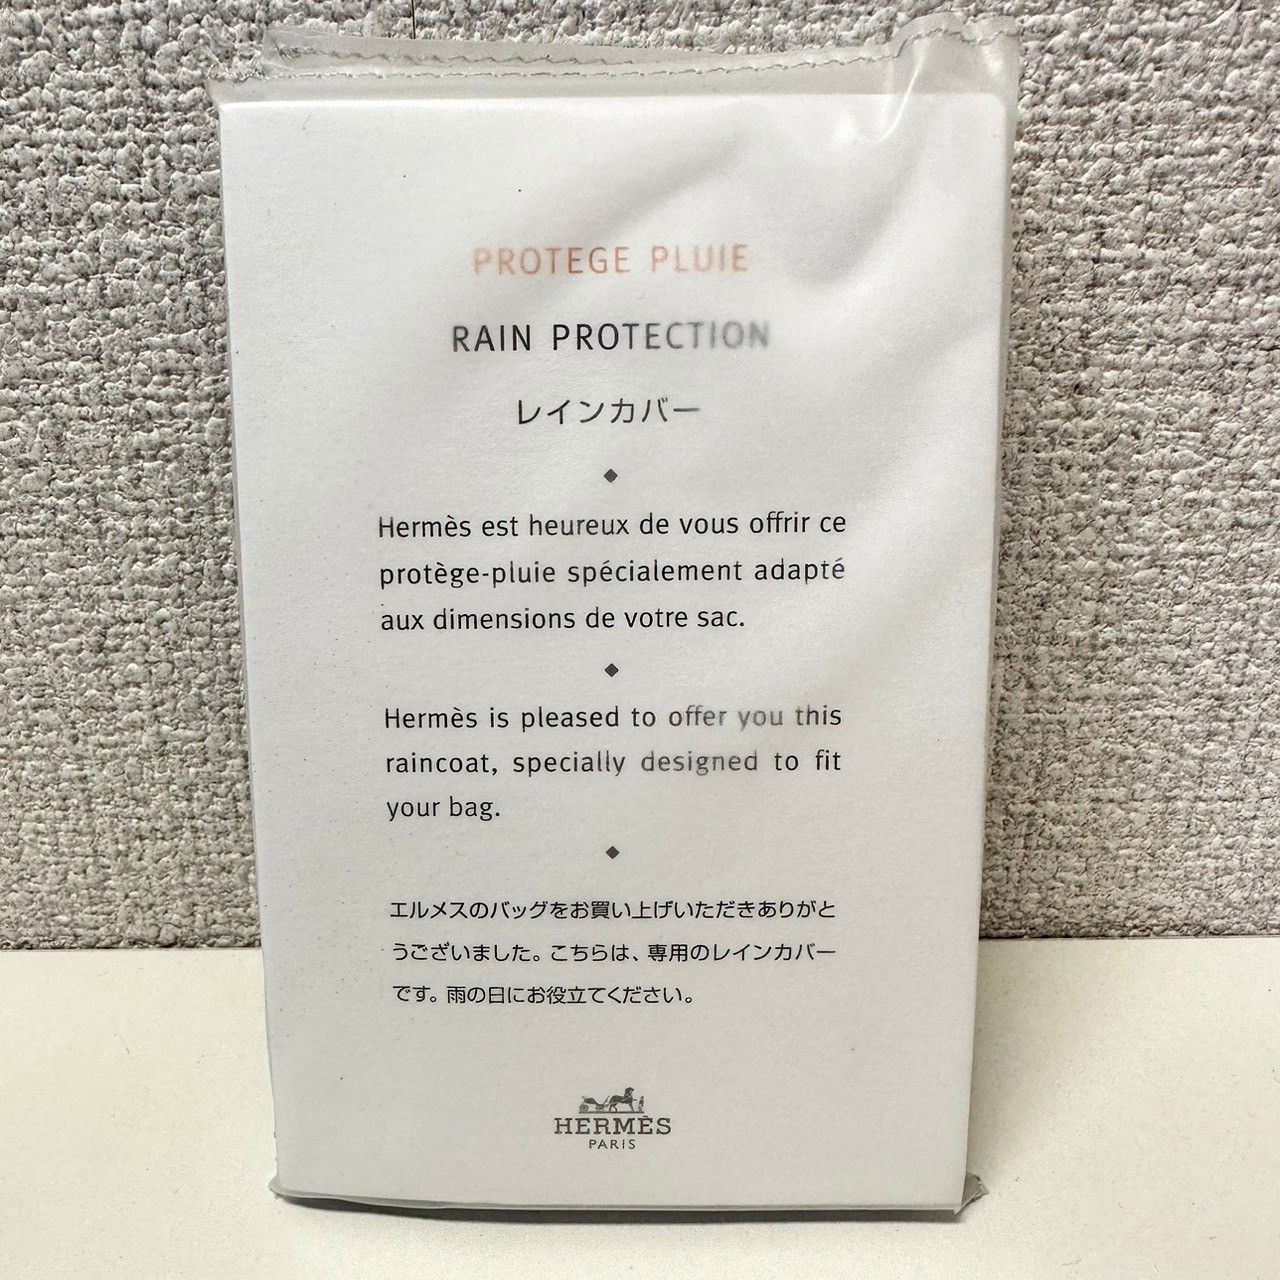 PROTEGE PLUIE
RAIN PROTECTION
レインカバー
Hermès est heureux de vous offrir ce
protège-pluie spécialement adapté
aux dimensions de votre sac.
Hermès is pleased to offer you this
raincoat, specially designed to fit
your bag.
エルメスのバッグをお買い上げいただきありがと
うございました。こちらは、専用のレインカバー
です。雨の日にお役立てください。
HERMÈS
PARIS